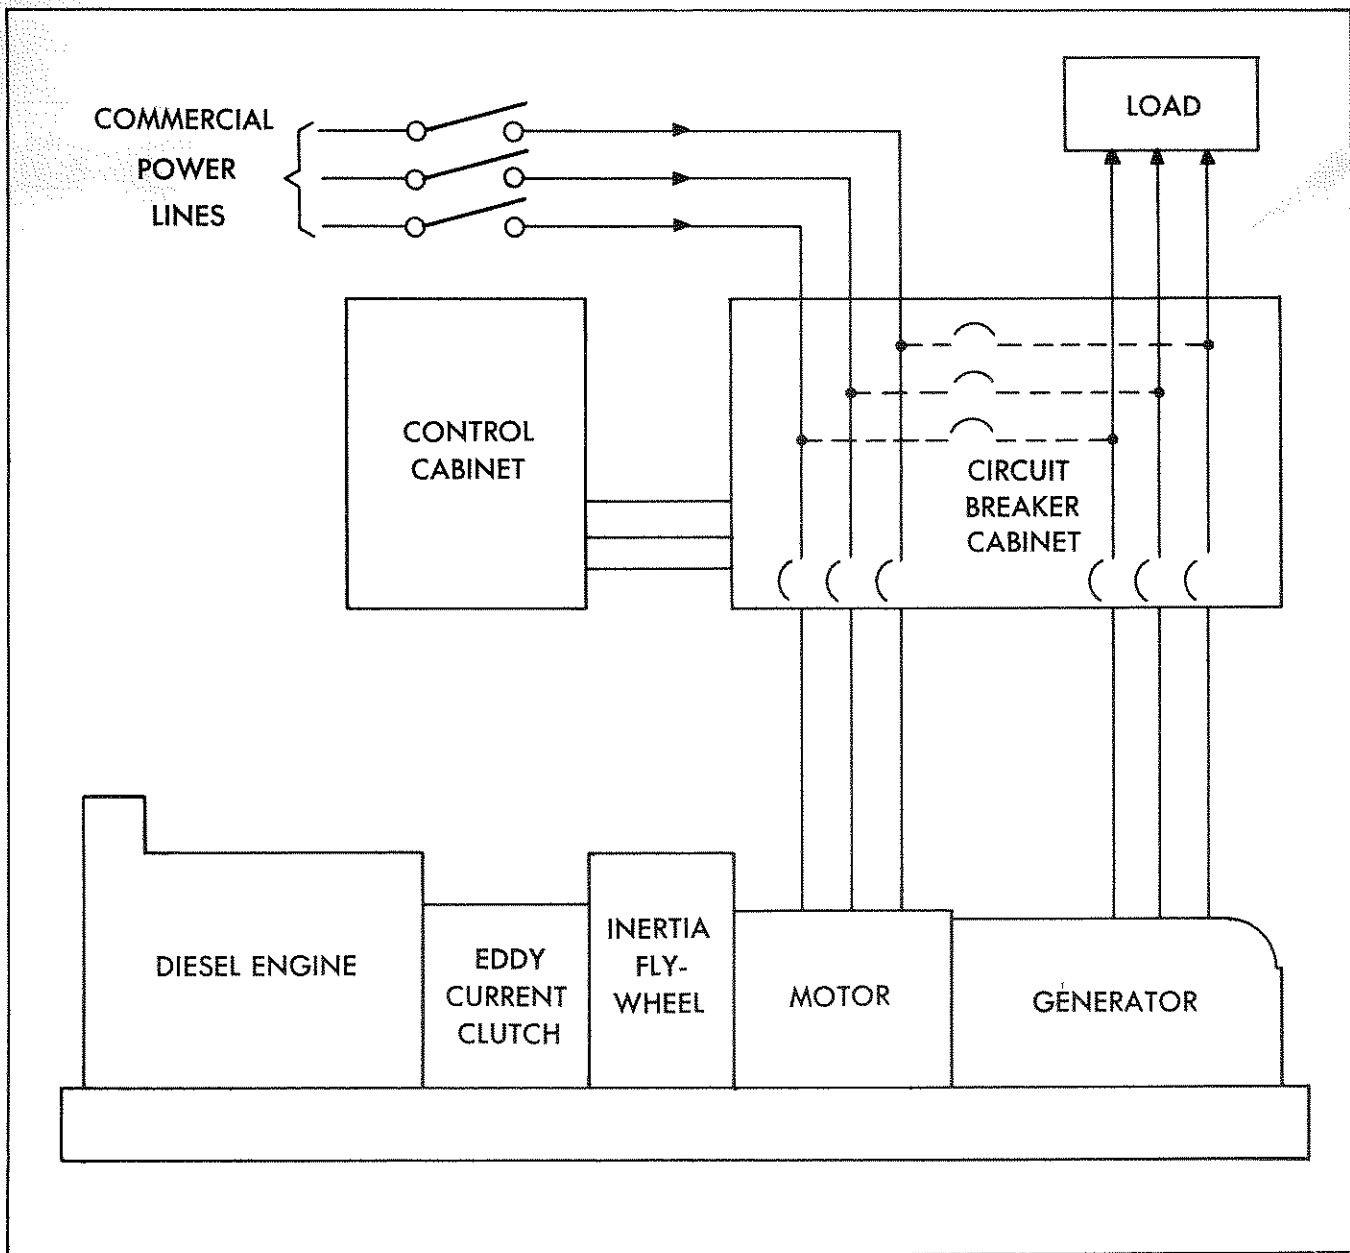 COMMERCIAL
POWER
LINES
LOAD
CONTROL
CABINET
CIRCUIT
BREAKER
CABINET
DIESEL ENGINE
EDDY
CURRENT
CLUTCH
INERTIA
FLY-
WHEEL
MOTOR
GENERATOR